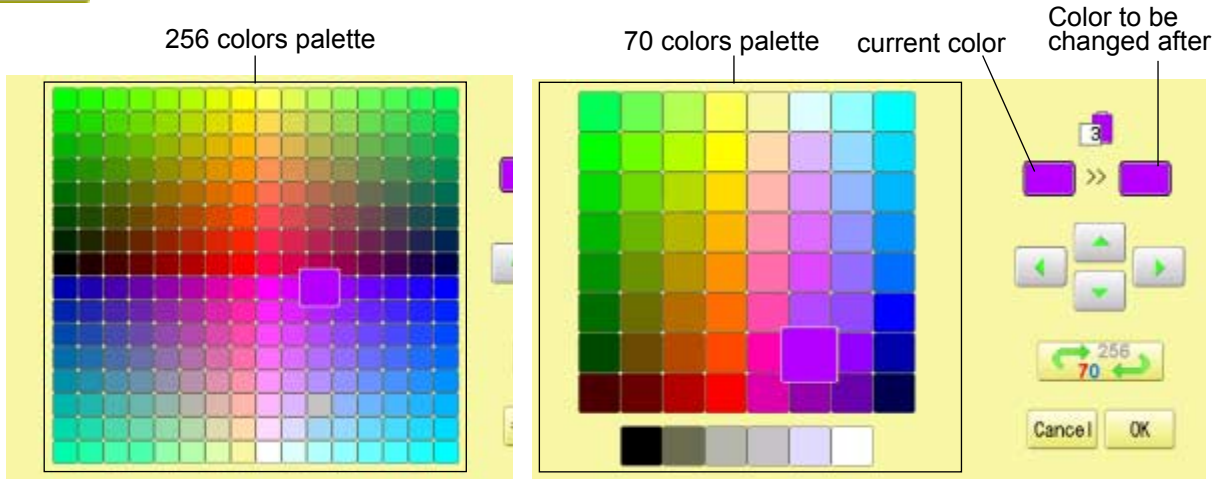 256 colors palette
70 colors palette
current color
Color to be
changed after
3
>>
256
70
Cancel
OK